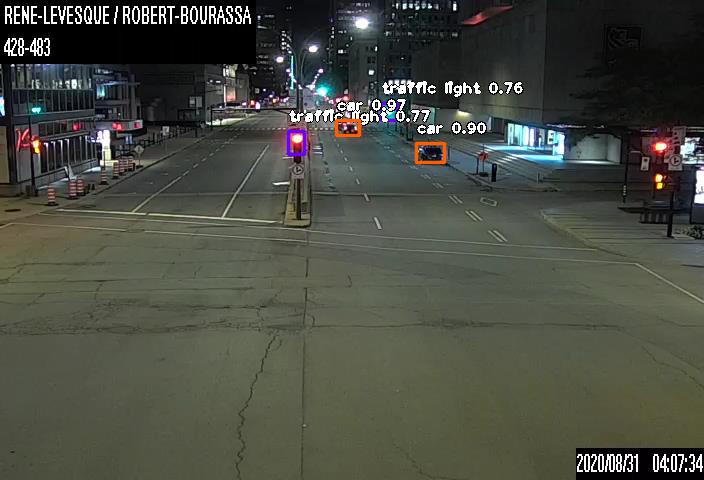 RENE-LEVESQUE / ROBERT-BOURASSA
428-483
traffic light 0.76
car 0.97
traffic light 0.77
car 0.90
2020/08/31 04:07:34